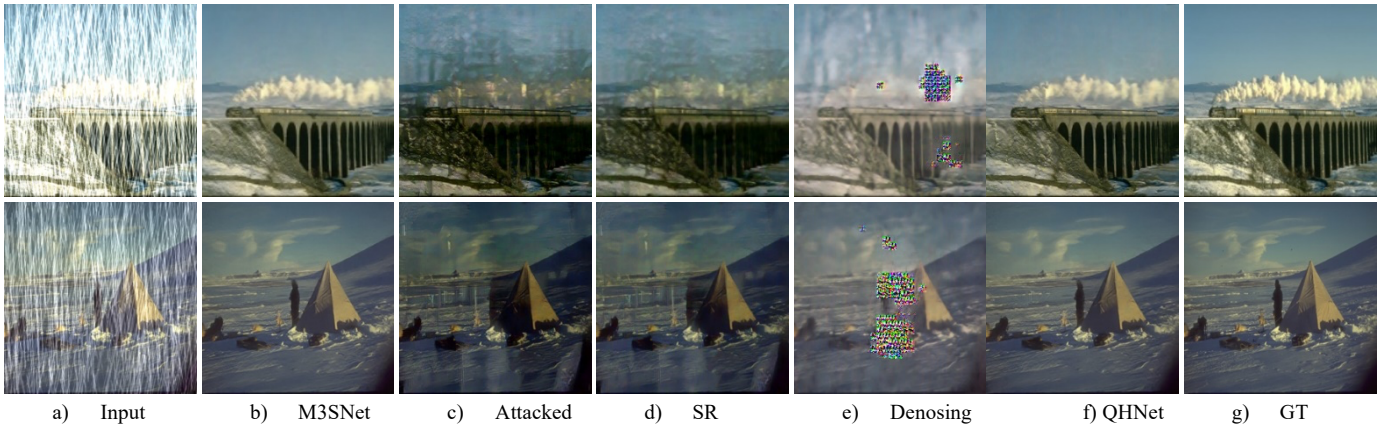 a) Input b) M3SNet c) Attacked d) SR e) Denosing f) QHNet g) GT